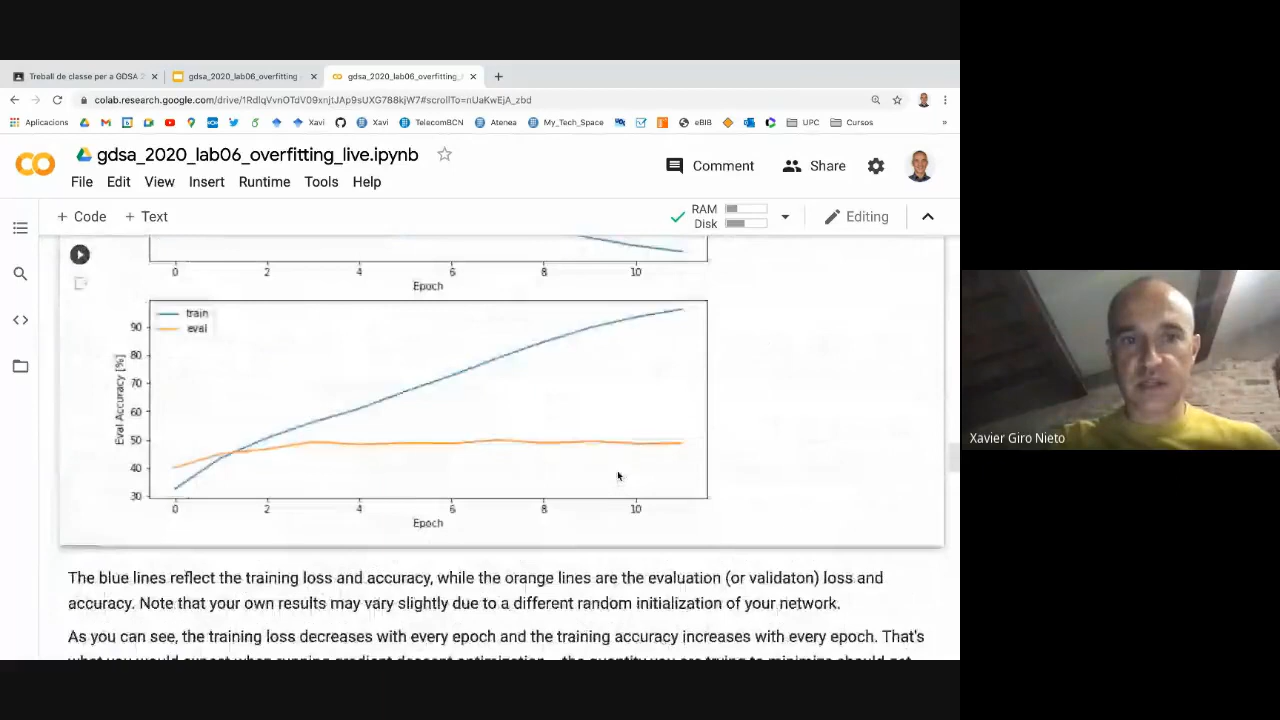 Treball de classe per a GDSA 2
gdsa_2020_lab06_overfitting
gdsa_2020_lab06_overfitting_
colab.research.google.com/drive/1RdlqVvnOTdV09xnjtJAp9sUXG788kjW7#scrollTo=nUaKwEjA_zbd
Aplicacions
Xavi
Xavi
TelecomBCN
Atenea
My_Tech_Space
eBIB
UPC
Cursos
»
gdsa_2020_lab06_overfitting_live.ipynb
Comment
Share
File Edit View Insert Runtime Tools Help
+ Code + Text
RAM
Disk
Editing
0 2 4 6 8 10
Epoch
train
eval
90
80
70
60
50
40
30
Eval Accuracy [%]
0 2 4 6 8 10
Epoch
The blue lines reflect the training loss and accuracy, while the orange lines are the evaluation (or validaton) loss and
accuracy. Note that your own results may vary slightly due to a different random initialization of your network.
As you can see, the training loss decreases with every epoch and the training accuracy increases with every epoch. That's
Xavier Giro Nieto